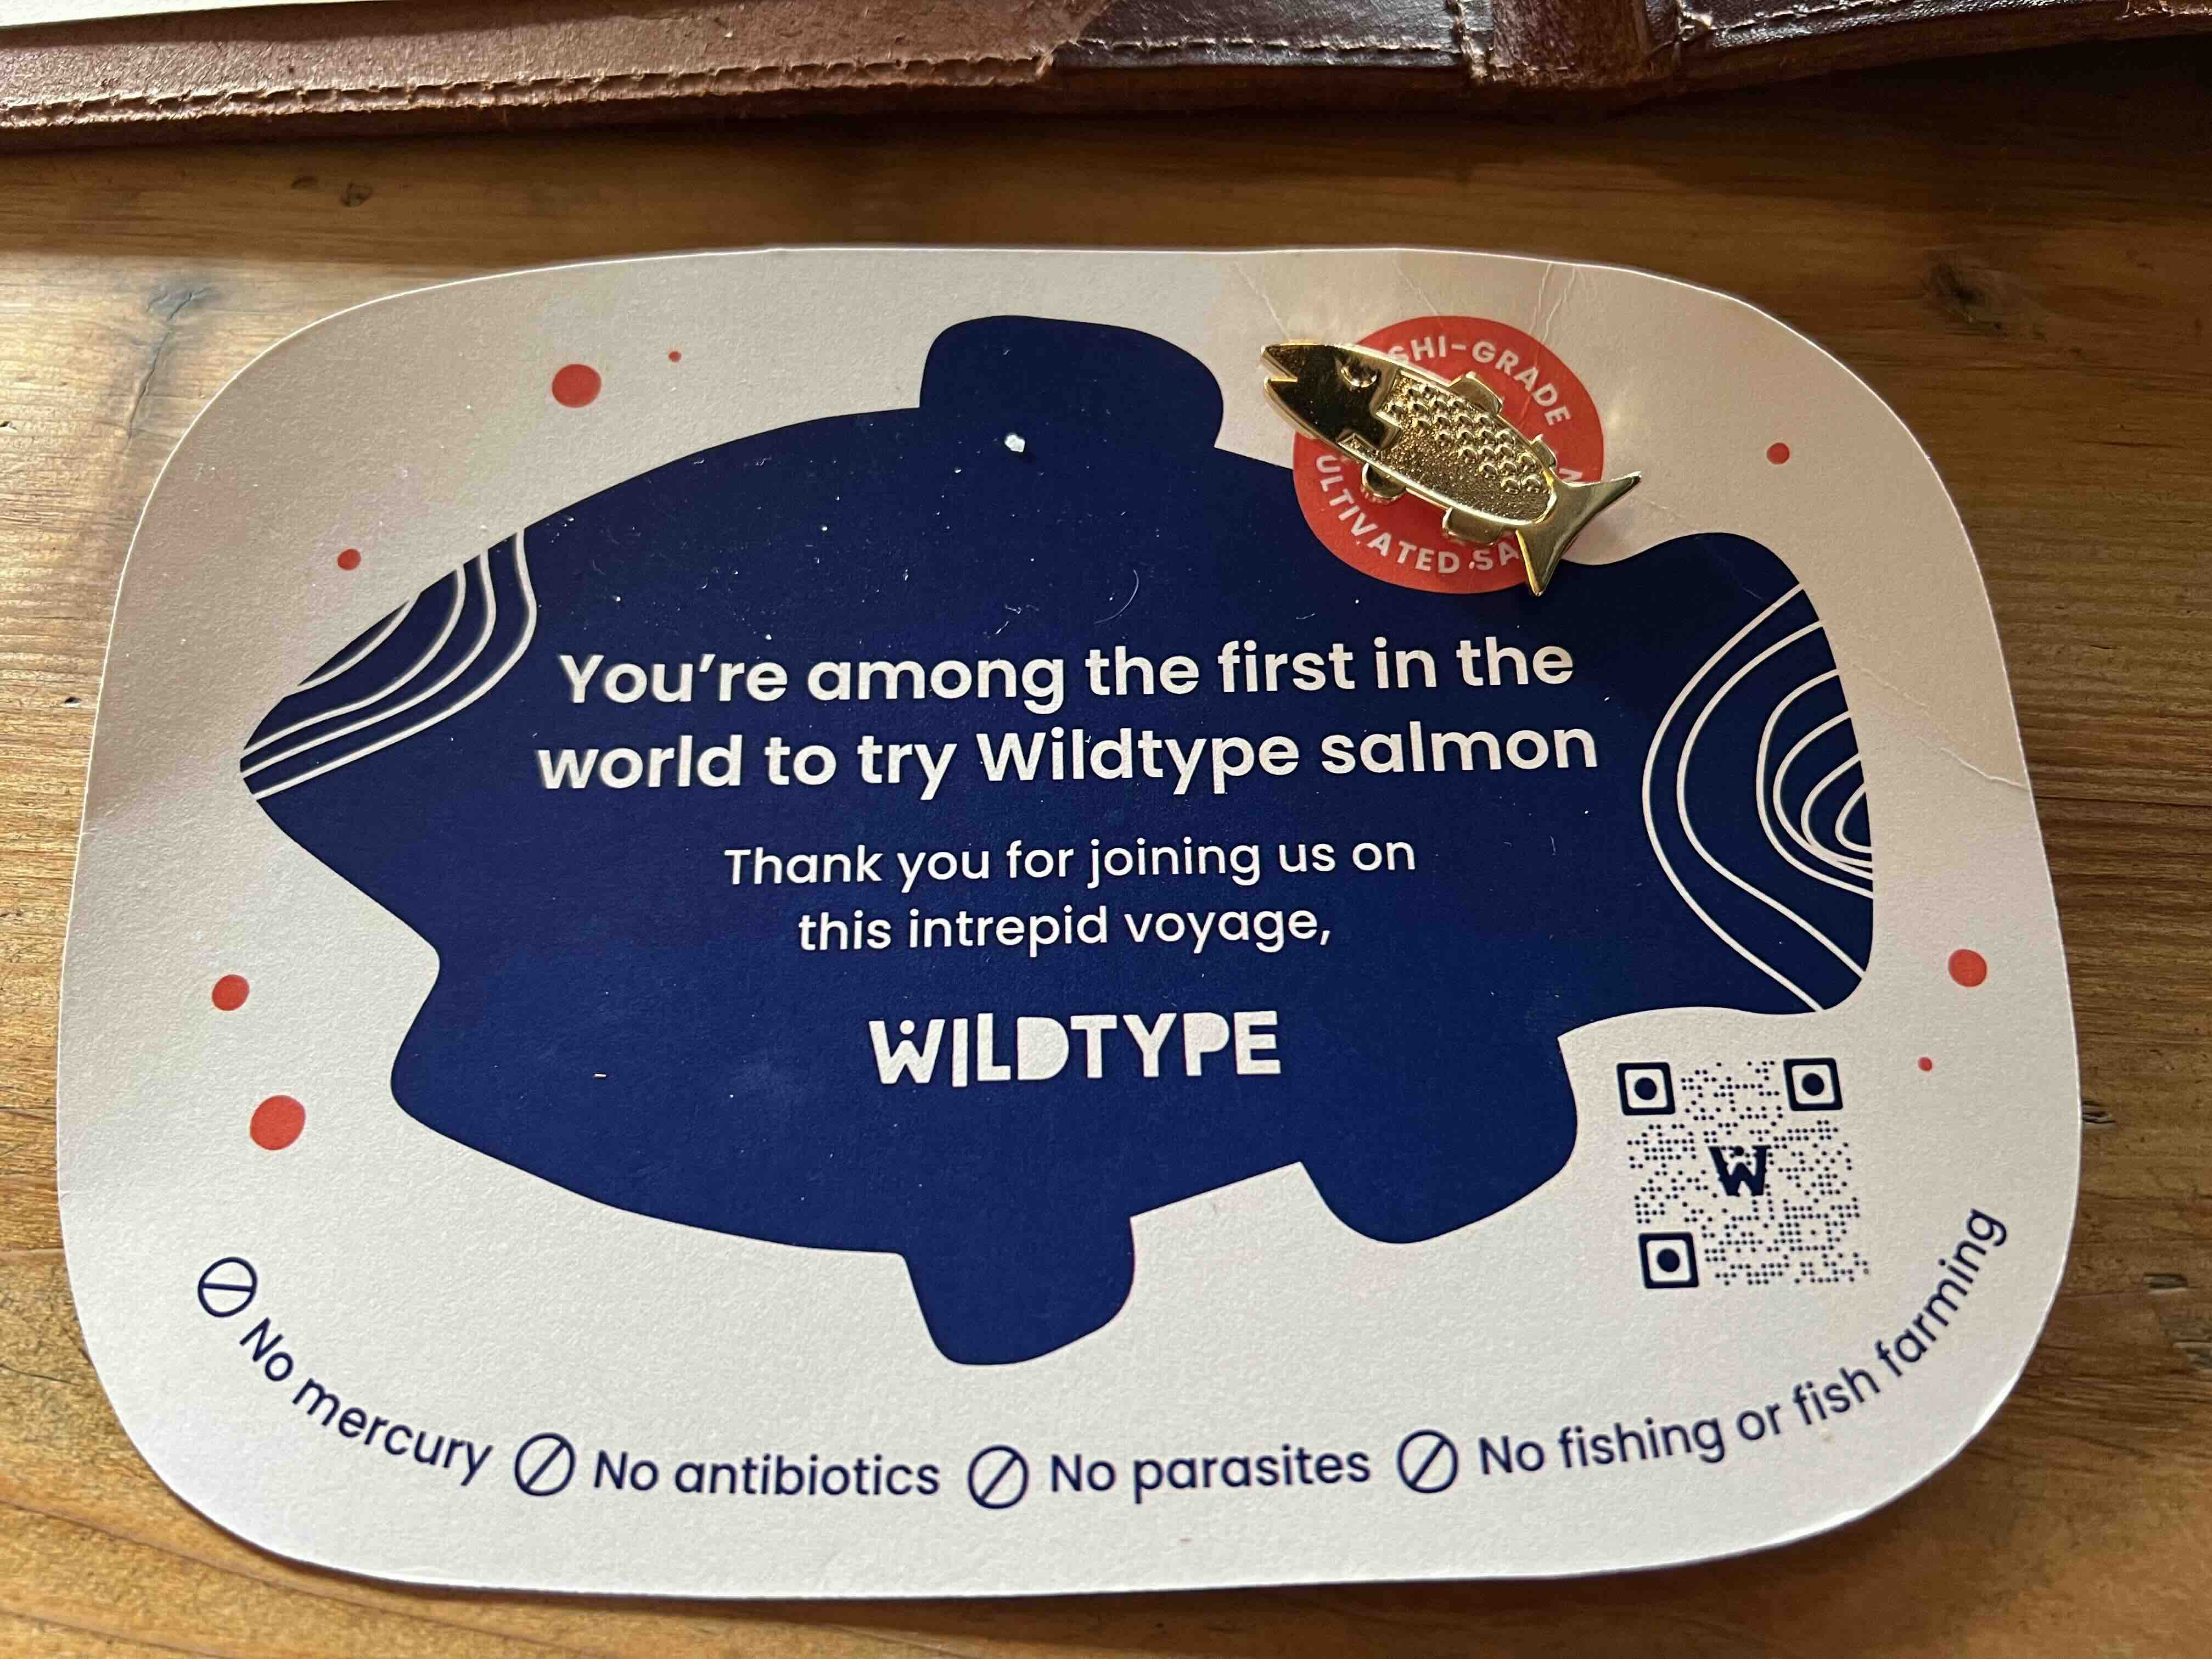 GRADE
You're among the first in the
world to try Wildtype salmon
Thank you for joining us on
this intrepid voyage,
WILDTYPE
W
No mercury No antibiotics No parasites No fishing or fish farming